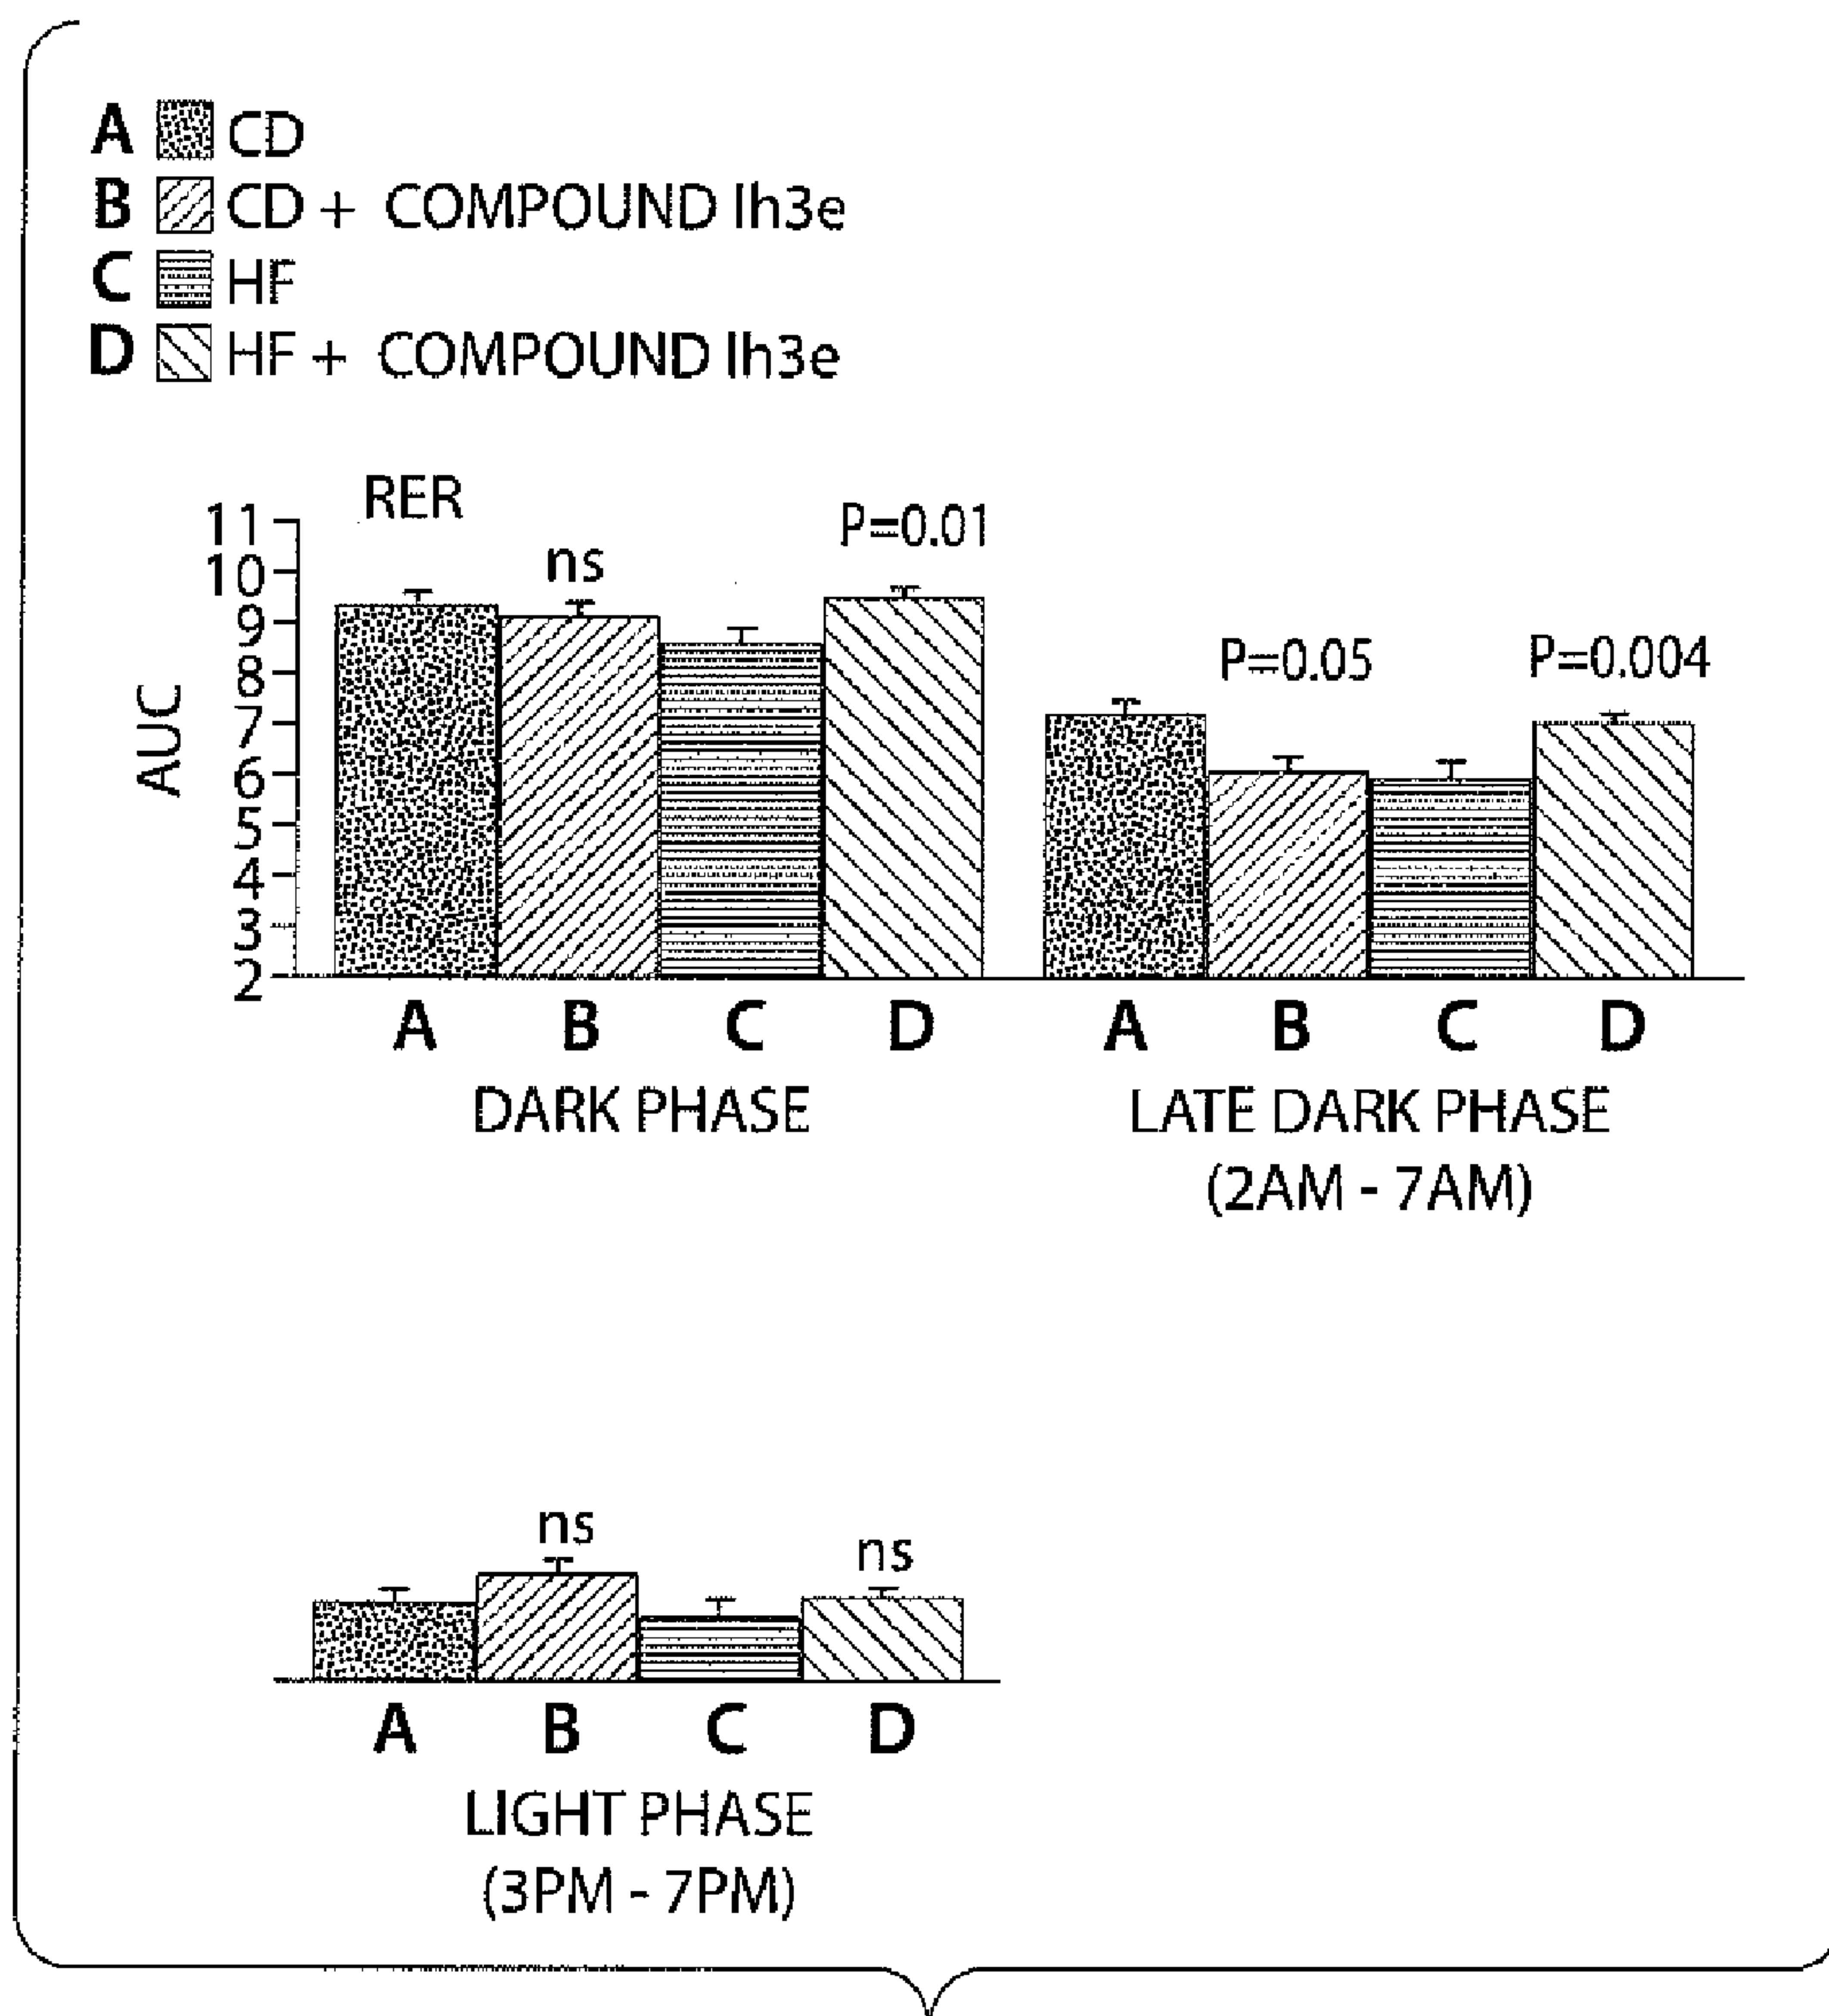 A CD
B CD + COMPOUND Ih3e
C HF
D HF + COMPOUND Ih3e
RER
P=0.01
ns
P=0.05
P=0.004
11
10
9
8
7
6
5
4
3
2
AUC
A B C D A B C D
DARK PHASE LATE DARK PHASE
(2AM - 7AM)
ns
ns
A B C D
LIGHT PHASE
(3PM - 7PM)